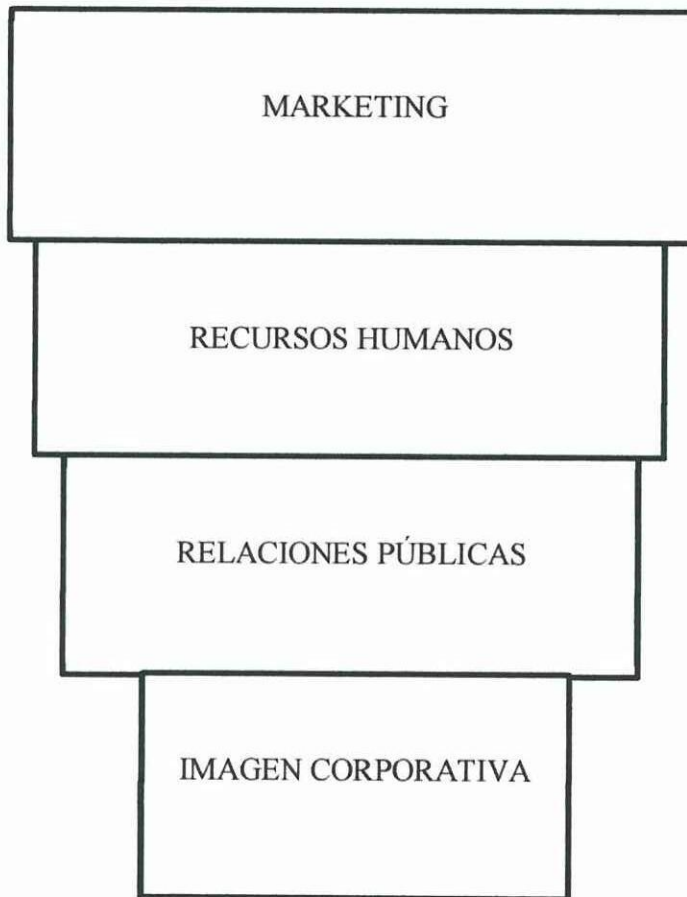 MARKETING
RECURSOS HUMANOS
RELACIONES PÚBLICAS
IMAGEN CORPORATIVA